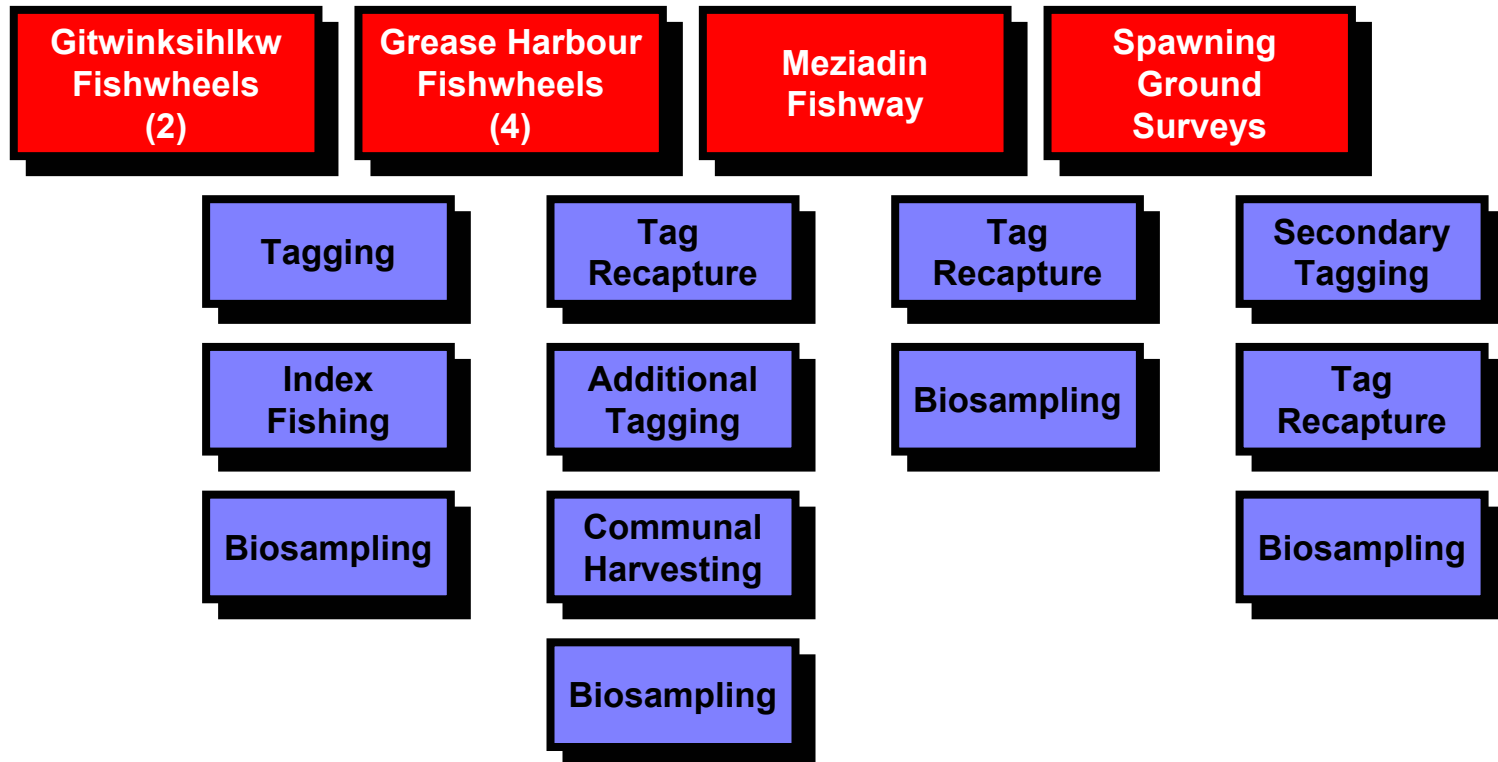 Gitwinksihlkw
Fishwheels
(2)
Grease Harbour
Fishwheels
(4)
Meziadin
Fishway
Spawning
Ground
Surveys
Tagging
Index
Fishing
Biosampling
Tag
Recapture
Additional
Tagging
Communal
Harvesting
Biosampling
Tag
Recapture
Biosampling
Secondary
Tagging
Tag
Recapture
Biosampling